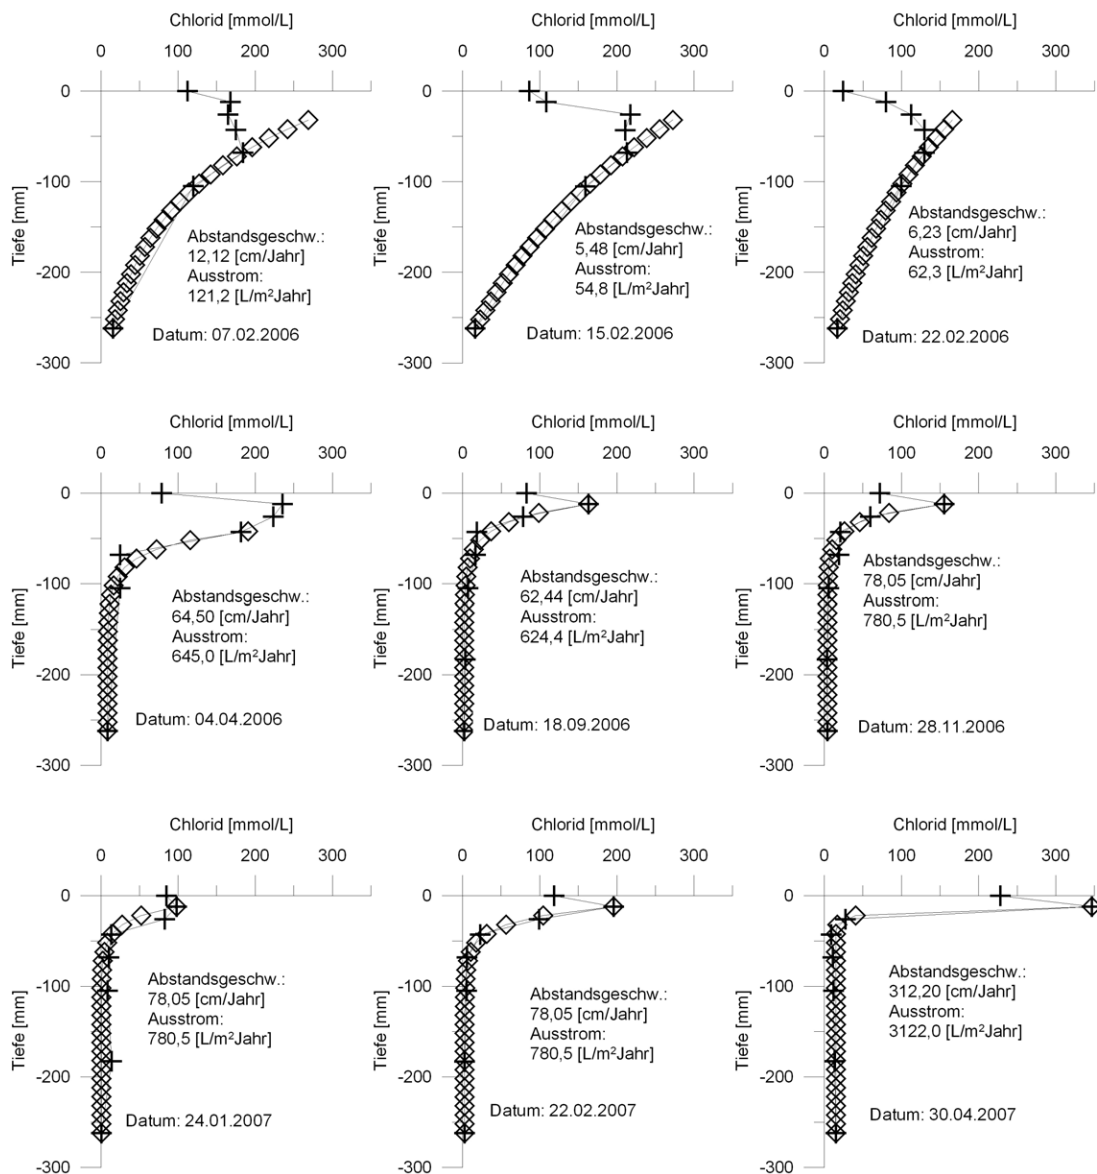 Chlorid [mmol/L]
0 100 200 300
Tiefe [mm]
0
-100
-200
-300
Abstandsgeschw.:
12,12 [cm/Jahr]
Ausstrom:
121,2 [L/m²Jahr]
Datum: 07.02.2006
Chlorid [mmol/L]
0 100 200 300
Tiefe [mm]
0
-100
-200
-300
Abstandsgeschw.:
5,48 [cm/Jahr]
Ausstrom:
54,8 [L/m²Jahr]
Datum: 15.02.2006
Chlorid [mmol/L]
0 100 200 300
Tiefe [mm]
0
-100
-200
-300
Abstandsgeschw.:
6,23 [cm/Jahr]
Ausstrom:
62,3 [L/m²Jahr]
Datum: 22.02.2006
Chlorid [mmol/L]
0 100 200 300
Tiefe [mm]
0
-100
-200
-300
Abstandsgeschw.:
64,50 [cm/Jahr]
Ausstrom:
645,0 [L/m²Jahr]
Datum: 04.04.2006
Chlorid [mmol/L]
0 100 200 300
Tiefe [mm]
0
-100
-200
-300
Abstandsgeschw.:
62,44 [cm/Jahr]
Ausstrom:
624,4 [L/m²Jahr]
Datum: 18.09.2006
Chlorid [mmol/L]
0 100 200 300
Tiefe [mm]
0
-100
-200
-300
Abstandsgeschw.:
78,05 [cm/Jahr]
Ausstrom:
780,5 [L/m²Jahr]
Datum: 28.11.2006
Chlorid [mmol/L]
0 100 200 300
Tiefe [mm]
0
-100
-200
-300
Abstandsgeschw.:
78,05 [cm/Jahr]
Ausstrom:
780,5 [L/m²Jahr]
Datum: 24.01.2007
Chlorid [mmol/L]
0 100 200 300
Tiefe [mm]
0
-100
-200
-300
Abstandsgeschw.:
78,05 [cm/Jahr]
Ausstrom:
780,5 [L/m²Jahr]
Datum: 22.02.2007
Chlorid [mmol/L]
0 100 200 300
Tiefe [mm]
0
-100
-200
-300
Abstandsgeschw.:
312,20 [cm/Jahr]
Ausstrom:
3122,0 [L/m²Jahr]
Datum: 30.04.2007